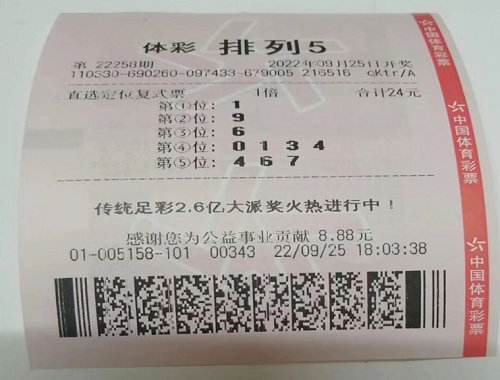 体彩 排列5
第 22258期 2022年09月25日开奖
110330-690260-097433-679005 216516 qKtr/A
直选定位复式票 1倍 合计24元
第①位: 1
第②位: 9
第③位: 6
第④位: 0 1 3 4
第⑤位: 4 6 7
传统足彩2.6亿大派奖火热进行中!
感谢您为公益事业贡献 8.88元
01-005158-101 00343 22/09/25 18:03:38
中国体育彩票
中国体育彩票
中国体育彩票